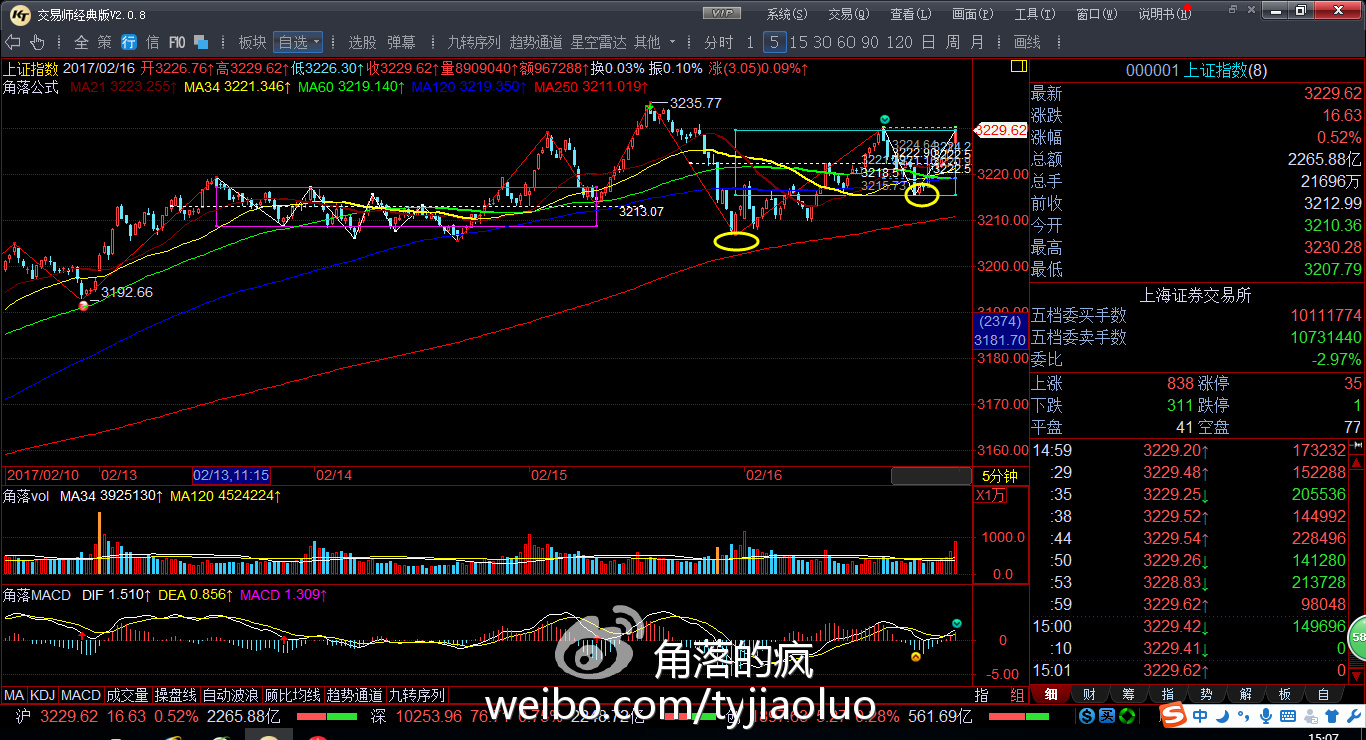 交易师经典版V2.0.8 VIP 系统(S) 交易(Q) 查看(L) 画面(P) 工具(T) 窗口(W) 说明书(H)
全 策 行 信 F10 板块 自选 选股 弹幕 九转序列 趋势通道 星空雷达 其他 分时 1 5 15 30 60 90 120 日 周 月 画线
上证指数 2017/02/16 开3226.76↑高3229.62↑低3226.30↑收3229.62↑量8909040↑额967288↑换0.03% 振0.10% 涨(3.05)0.09%↑
角落公式 MA21 3223.255↑ MA34 3221.346↑ MA60 3219.140↑ MA120 3219.350↑ MA250 3211.019↑
3235.77
3229.62
3220.00
3213.07
3210.00
3200.00
3192.66
(2374)
3181.70
3180.00
3170.00
3160.00
2017/02/10 02/13 02/13,11:15 02/14 02/15 02/16 5分钟
角落vol MA34 3925130↑ MA120 4524224↑ X1万
1000.0
0.0
角落MACD DIF 1.510↑ DEA 0.856↑ MACD 1.309↑
0
-5.00
MA KDJ MACD 成交量 操盘线 自动波浪 顾比均线 趋势通道 九转序列 指 组
000001 上证指数(8)
最新 3229.62
涨跌 16.63
涨幅 0.52%
总额 2265.88亿
总手 21696万
前收 3212.99
今开 3210.36
最高 3230.28
最低 3207.79
上海证券交易所
五档委买手数 10111774
五档委卖手数 10731440
委比 -2.97%
上涨 838 涨停 35
下跌 311 跌停 1
平盘 41 空盘 77
14:59 3229.20↑ 173232
:29 3229.48↑ 152288
:35 3229.25↓ 205536
:38 3229.52↑ 144992
:44 3229.54↑ 228496
:50 3229.26↓ 141280
:53 3228.83↓ 213728
:59 3229.62↑ 98048
15:00 3229.42↓ 149696
:10 3229.41↓ 0
15:01 3229.62↑ 0
细 财 筹 指 势 解 板 自
沪 3229.62 16.63 0.52% 2265.88亿 深 10253.96 561.69亿
角落的疯
weibo.com/tyjiaoluo
中
15:07